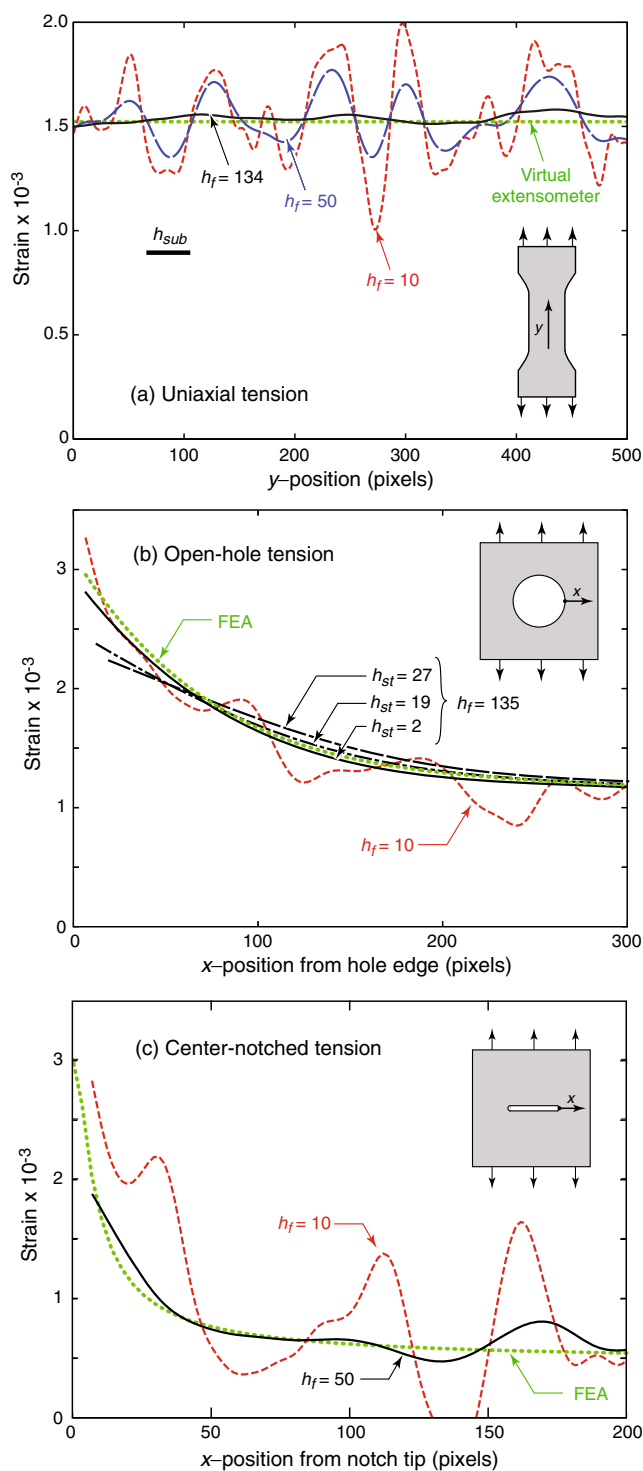 2.0
1.5
1.0
0.5
0
Strain x 10⁻³
h_f = 134
h_f = 50
h_f = 10
h_sub
Virtual
extensometer
y
(a) Uniaxial tension
0 100 200 300 400 500
y–position (pixels)
3
2
1
0
Strain x 10⁻³
(b) Open-hole tension
x
FEA
h_st = 27
h_st = 19
h_st = 2
h_f = 135
h_f = 10
0 100 200 300
x–position from hole edge (pixels)
3
2
1
0
Strain x 10⁻³
(c) Center-notched tension
x
h_f = 10
h_f = 50
FEA
0 50 100 150 200
x–position from notch tip (pixels)